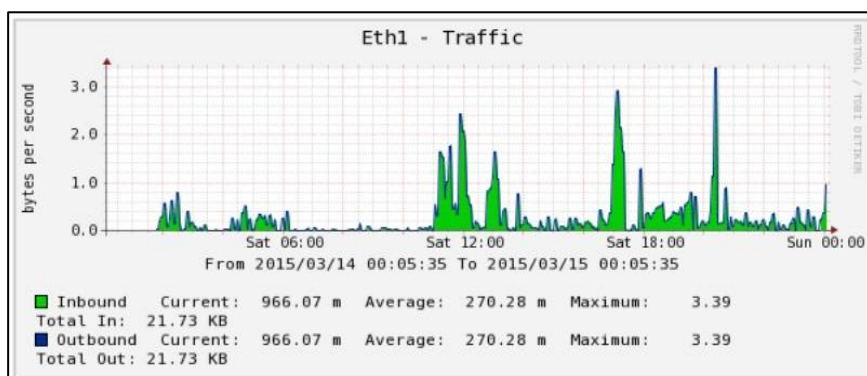 Eth1 - Traffic
RRDTOOL / TOBI OETIKER
bytes per second
3.0
2.0
1.0
0.0
Sat 06:00 Sat 12:00 Sat 18:00 Sun 00:00
From 2015/03/14 00:05:35 To 2015/03/15 00:05:35
Inbound Current: 966.07 m Average: 270.28 m Maximum: 3.39
Total In: 21.73 KB
Outbound Current: 966.07 m Average: 270.28 m Maximum: 3.39
Total Out: 21.73 KB